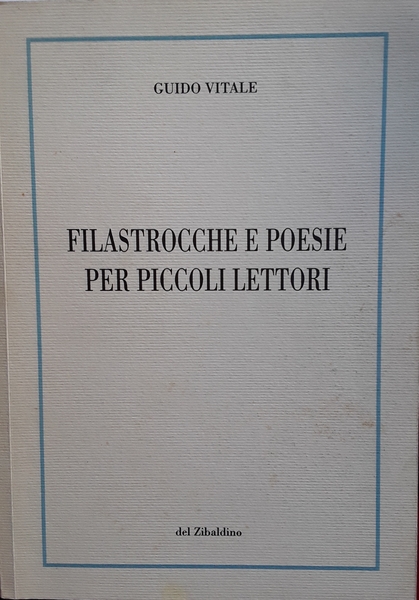 GUIDO VITALE
FILASTROCCHE E POESIE
PER PICCOLI LETTORI
del Zibaldino